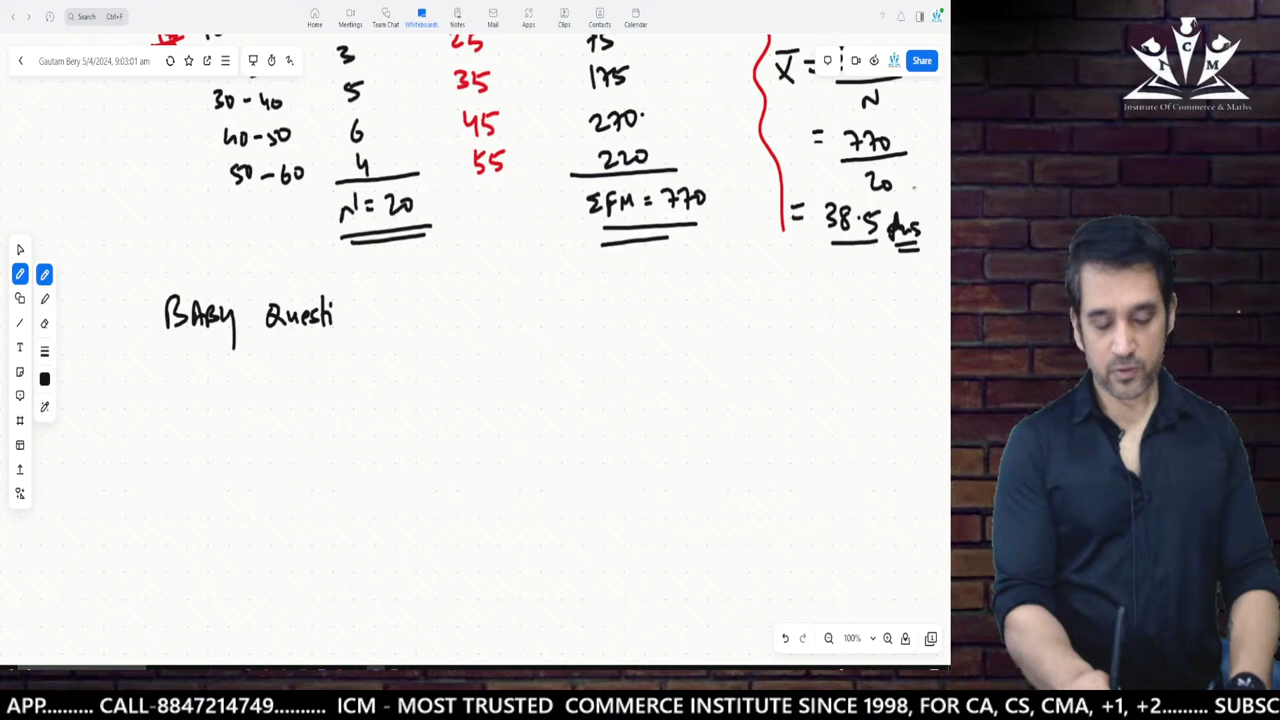 Search Ctrl+F
Home Meetings Team Chat Whiteboards Notes Mail Apps Clips Contacts Calendar
Gautam Bery 5/4/2024, 9:03:01 am
Share
3 25 75
30-40 5 35 175
40-50 6 45 270
50-60 4 55 220
N = 20 ΣFM = 770
X̄ =
N
= 770
20
= 38.5 Ans
BABY Questi
100%
I C M
Institute Of Commerce & Maths
APP.......... CALL-8847214749.......... ICM - MOST TRUSTED COMMERCE INSTITUTE SINCE 1998, FOR CA, CS, CMA, +1, +2.......... SUBSC